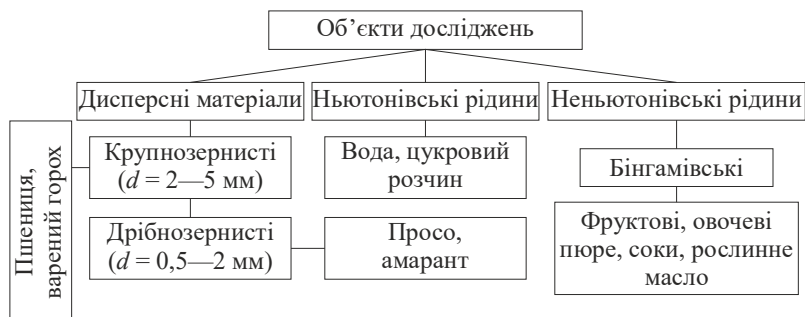 Об’єкти досліджень
Дисперсні матеріали
Ньютонівські рідини
Неньютонівські рідини
Пшениця,
варений горох
Крупнозернисті
(d = 2—5 мм)
Вода, цукровий
розчин
Бінгамівські
Дрібнозернисті
(d = 0,5—2 мм)
Просо,
амарант
Фруктові, овочеві
пюре, соки, рослинне
масло